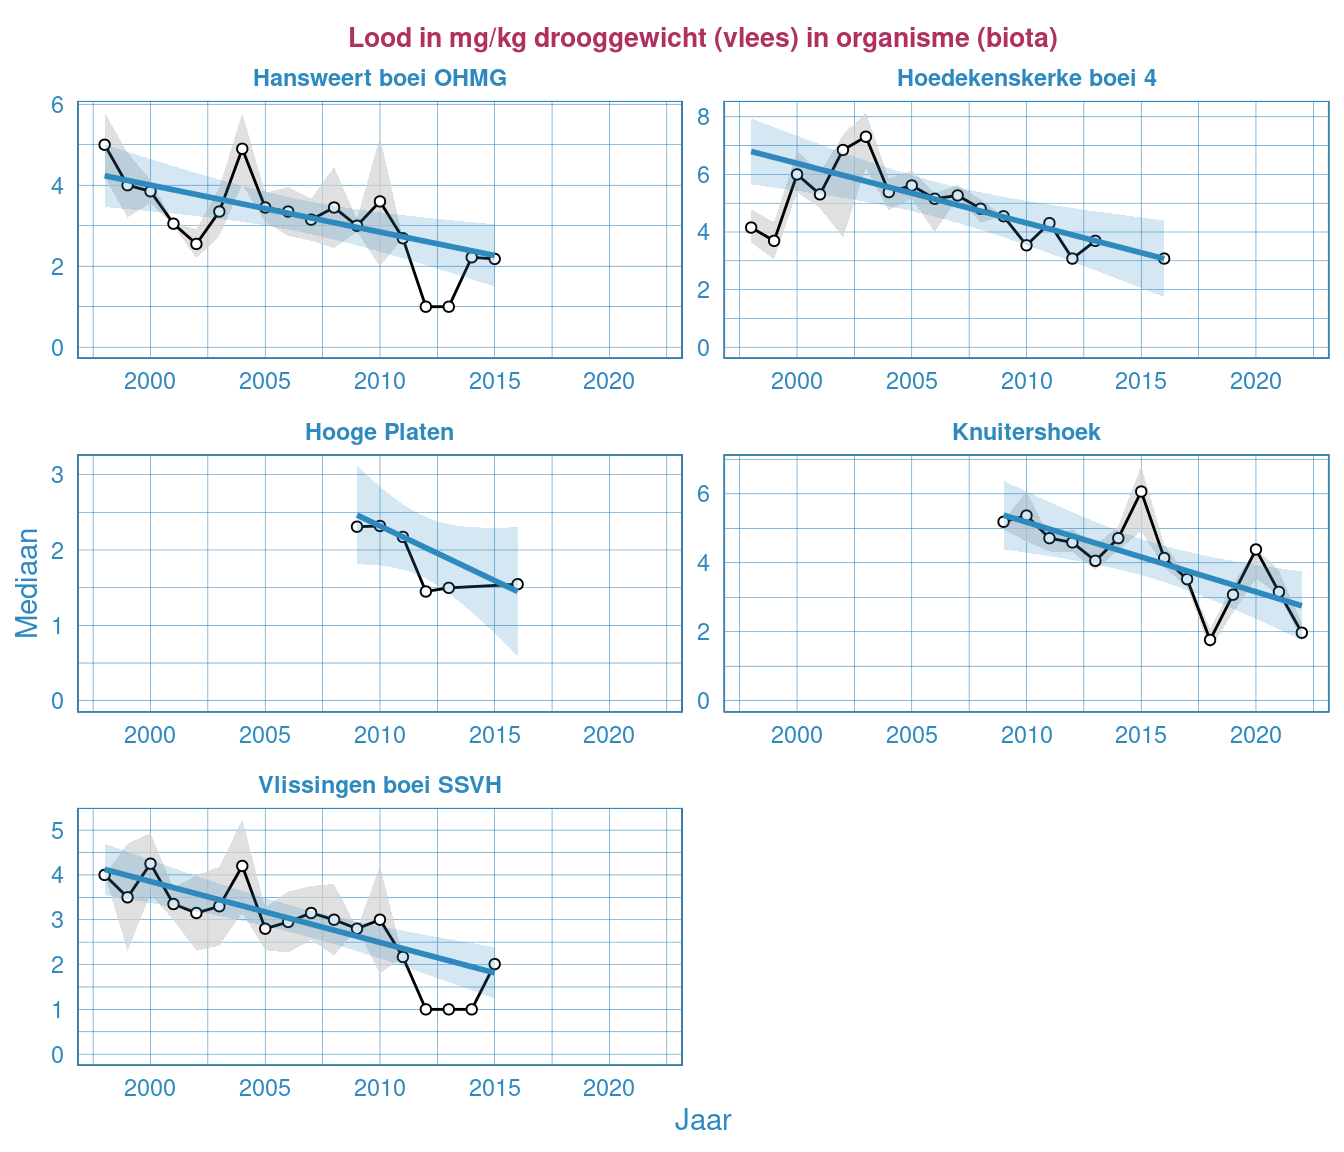 Lood in mg/kg drooggewicht (vlees) in organisme (biota)
Hansweert boei OHMG
Hoedekenskerke boei 4
6
4
2
0
2000 2005 2010 2015 2020
8
6
4
2
0
2000 2005 2010 2015 2020
Hooge Platen
Knuitershoek
Mediaan
3
2
1
0
2000 2005 2010 2015 2020
6
4
2
0
2000 2005 2010 2015 2020
Vlissingen boei SSVH
5
4
3
2
1
0
2000 2005 2010 2015 2020
Jaar